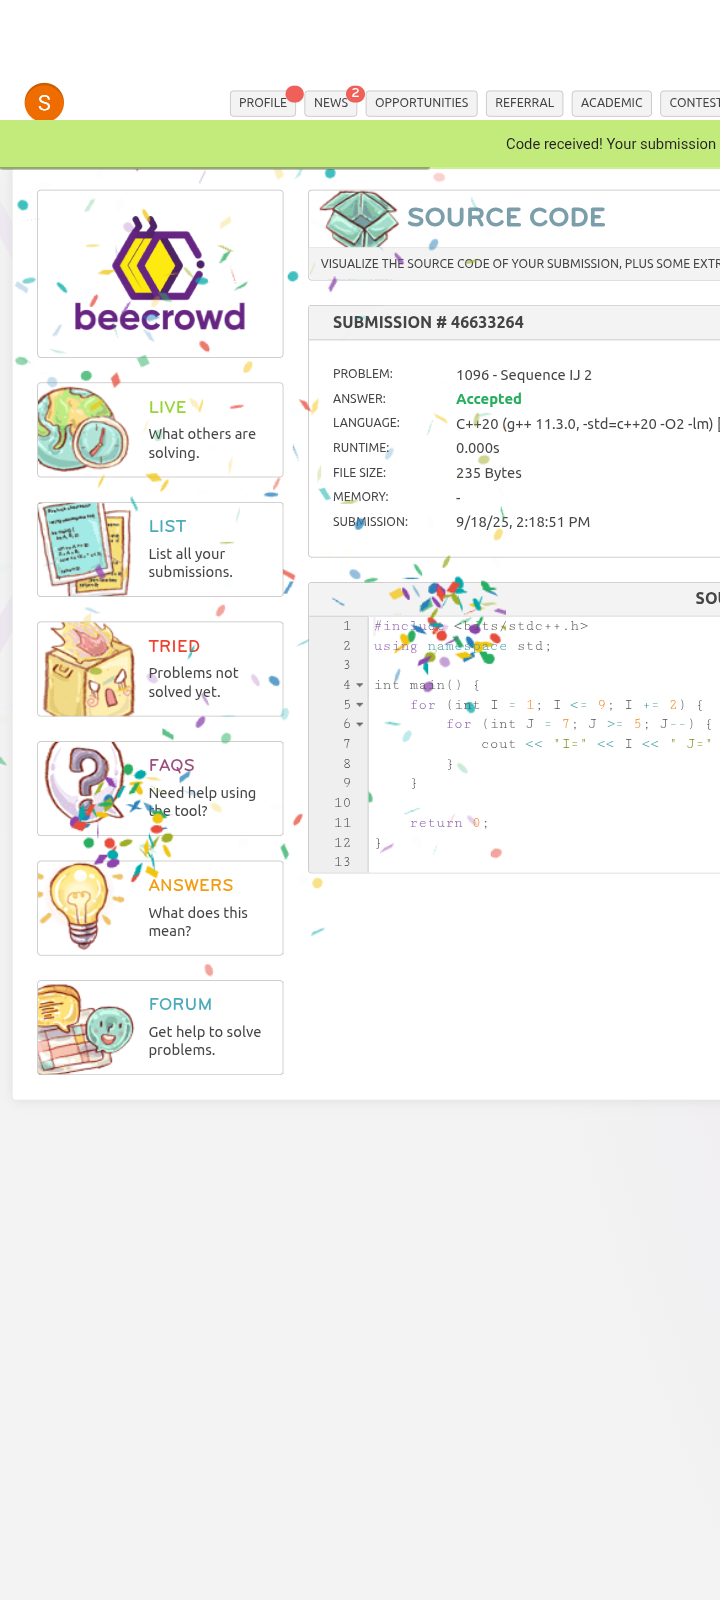 S
PROFILE NEWS 2 OPPORTUNITIES REFERRAL ACADEMIC CONTEST
Code received! Your submission
beecrowd
LIVE
What others are
solving.
LIST
List all your
submissions.
TRIED
Problems not
solved yet.
FAQS
Need help using
the tool?
ANSWERS
What does this
mean?
FORUM
Get help to solve
problems.
SOURCE CODE
VISUALIZE THE SOURCE CODE OF YOUR SUBMISSION, PLUS SOME EXTR
SUBMISSION # 46633264
PROBLEM: 1096 - Sequence IJ 2
ANSWER: Accepted
LANGUAGE: C++20 (g++ 11.3.0, -std=c++20 -O2 -lm) [
RUNTIME: 0.000s
FILE SIZE: 235 Bytes
MEMORY: -
SUBMISSION: 9/18/25, 2:18:51 PM
SOU
1 #include <bits/stdc++.h>
2 using namespace std;
3
4 int main() {
5 for (int I = 1; I <= 9; I += 2) {
6 for (int J = 7; J >= 5; J--) {
7 cout << "I=" << I << " J="
8 }
9 }
10
11 return 0;
12 }
13